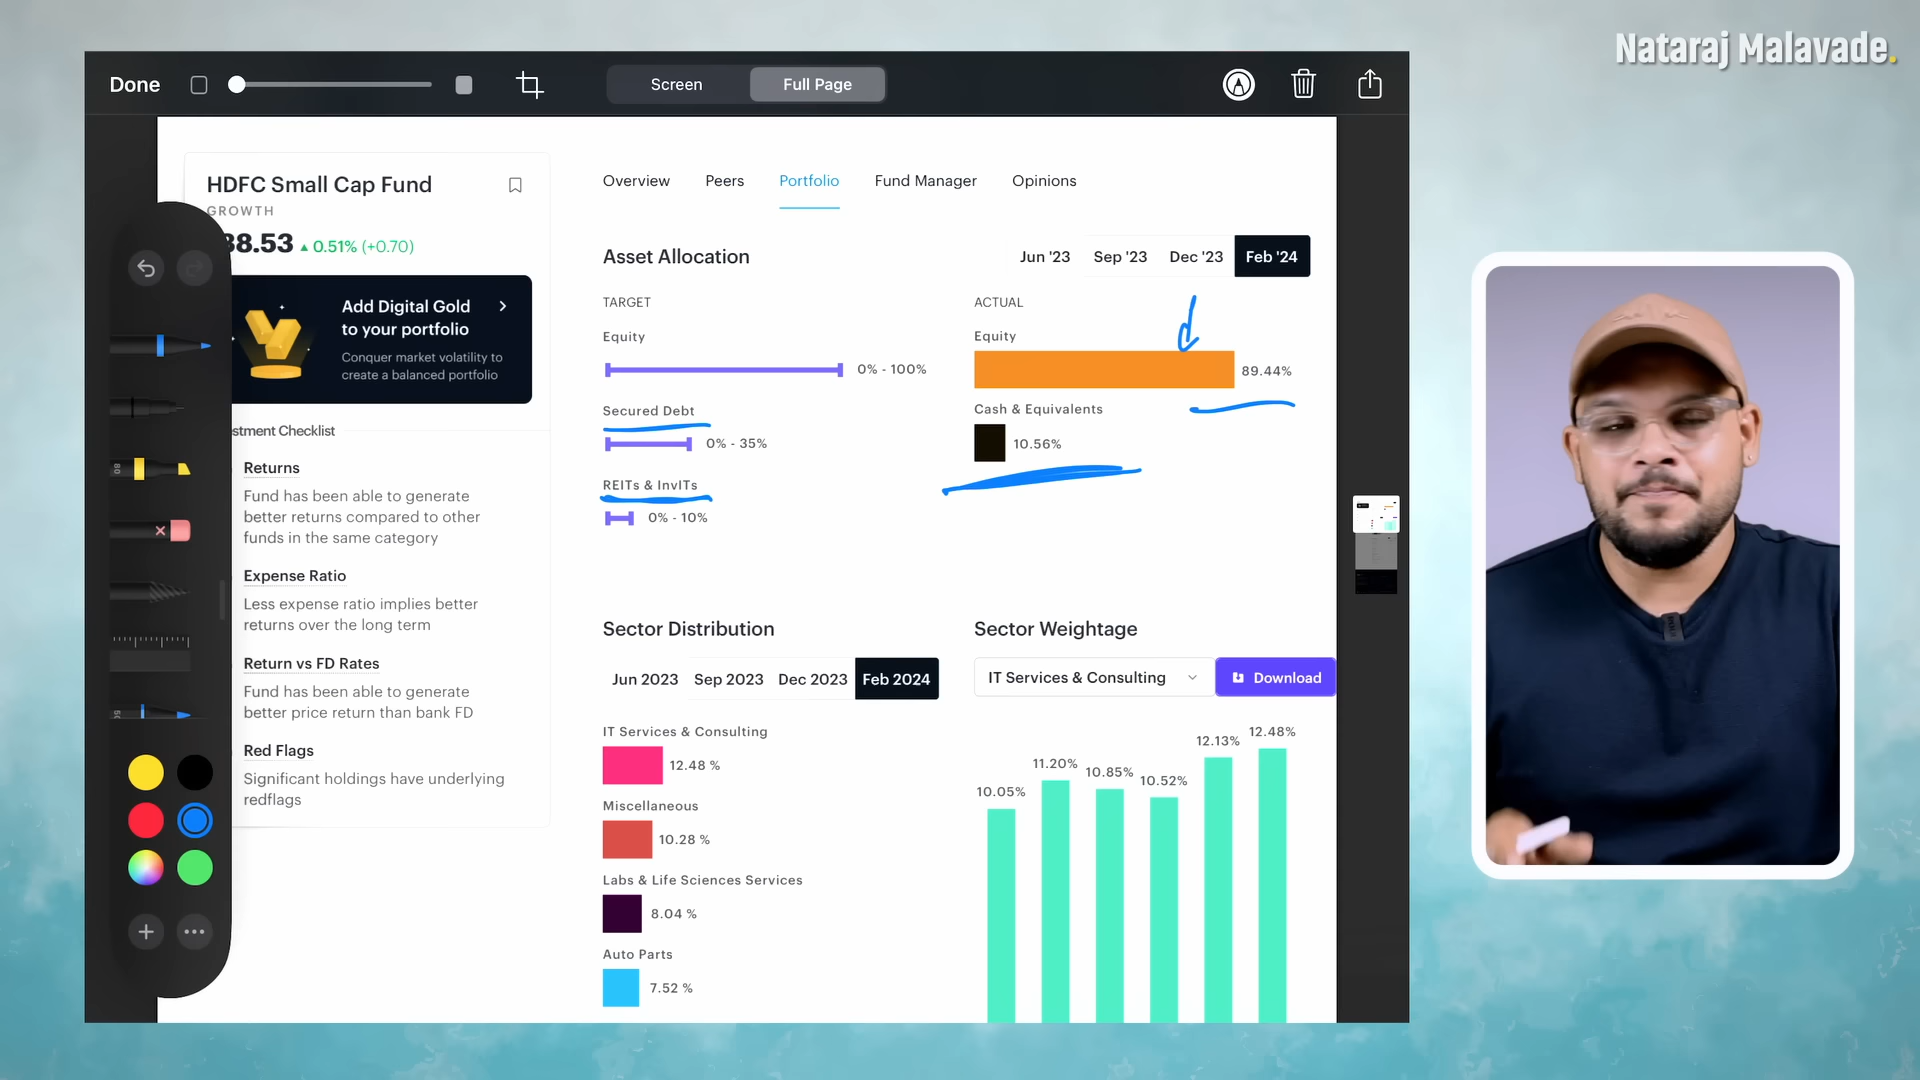 Nataraj Malavade.
Done
Screen
Full Page
HDFC Small Cap Fund
GROWTH
38.53 ▲ 0.51% (+0.70)
Add Digital Gold
to your portfolio
Conquer market volatility to
create a balanced portfolio
stment Checklist
Returns
Fund has been able to generate
better returns compared to other
funds in the same category
Expense Ratio
Less expense ratio implies better
returns over the long term
Return vs FD Rates
Fund has been able to generate
better price return than bank FD
Red Flags
Significant holdings have underlying
redflags
80
Overview Peers Portfolio Fund Manager Opinions
Asset Allocation
Jun '23 Sep '23 Dec '23 Feb '24
TARGET
Equity
0% - 100%
Secured Debt
0% - 35%
REITs & InvITs
0% - 10%
ACTUAL
Equity
89.44%
Cash & Equivalents
10.56%
Sector Distribution
Jun 2023 Sep 2023 Dec 2023 Feb 2024
IT Services & Consulting
12.48 %
Miscellaneous
10.28 %
Labs & Life Sciences Services
8.04 %
Auto Parts
7.52 %
Sector Weightage
IT Services & Consulting
Download
10.05%
11.20%
10.85%
10.52%
12.13%
12.48%